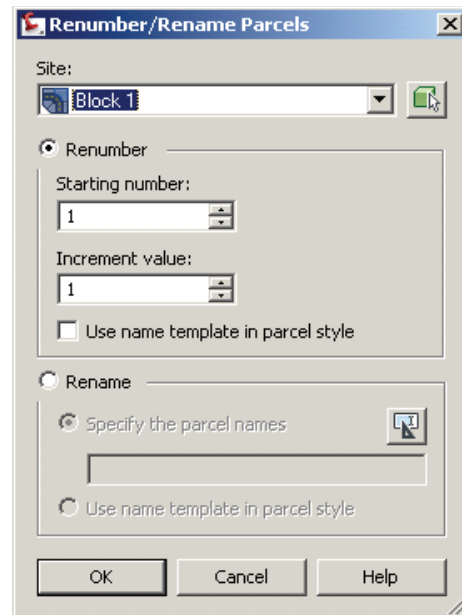 Renumber/Rename Parcels
Site:
Block 1
Renumber
Starting number:
1
Increment value:
1
Use name template in parcel style
Rename
Specify the parcel names
Use name template in parcel style
OK Cancel Help